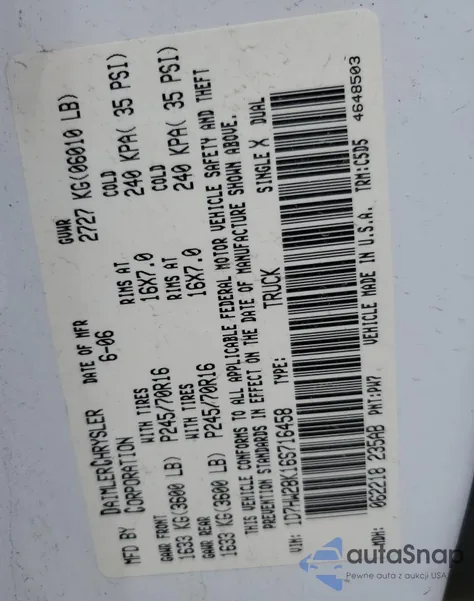 MFD BY DAIMLERCHRYSLER CORPORATION DATE OF MFR 6-06 GVWR 2727 KG(06010 LB)
GAWR FRONT WITH TIRES RIMS AT COLD
1633 KG(3600 LB) P245/70R16 16X7.0 240 KPA( 35 PSI)
GAWR REAR WITH TIRES RIMS AT COLD
1633 KG(3600 LB) P245/70R16 16X7.0 240 KPA( 35 PSI)
THIS VEHICLE CONFORMS TO ALL APPLICABLE FEDERAL MOTOR VEHICLE SAFETY AND THEFT
PREVENTION STANDARDS IN EFFECT ON THE DATE OF MANUFACTURE SHOWN ABOVE.
VIN: 1D7HW28K16S716458 TYPE: TRUCK SINGLE X DUAL
MDH: 062218 235AB PNT:PW7 VEHICLE MADE IN U.S.A. TRM:C5D5
4648503
autaSnap
Pewne auta z aukcji USA